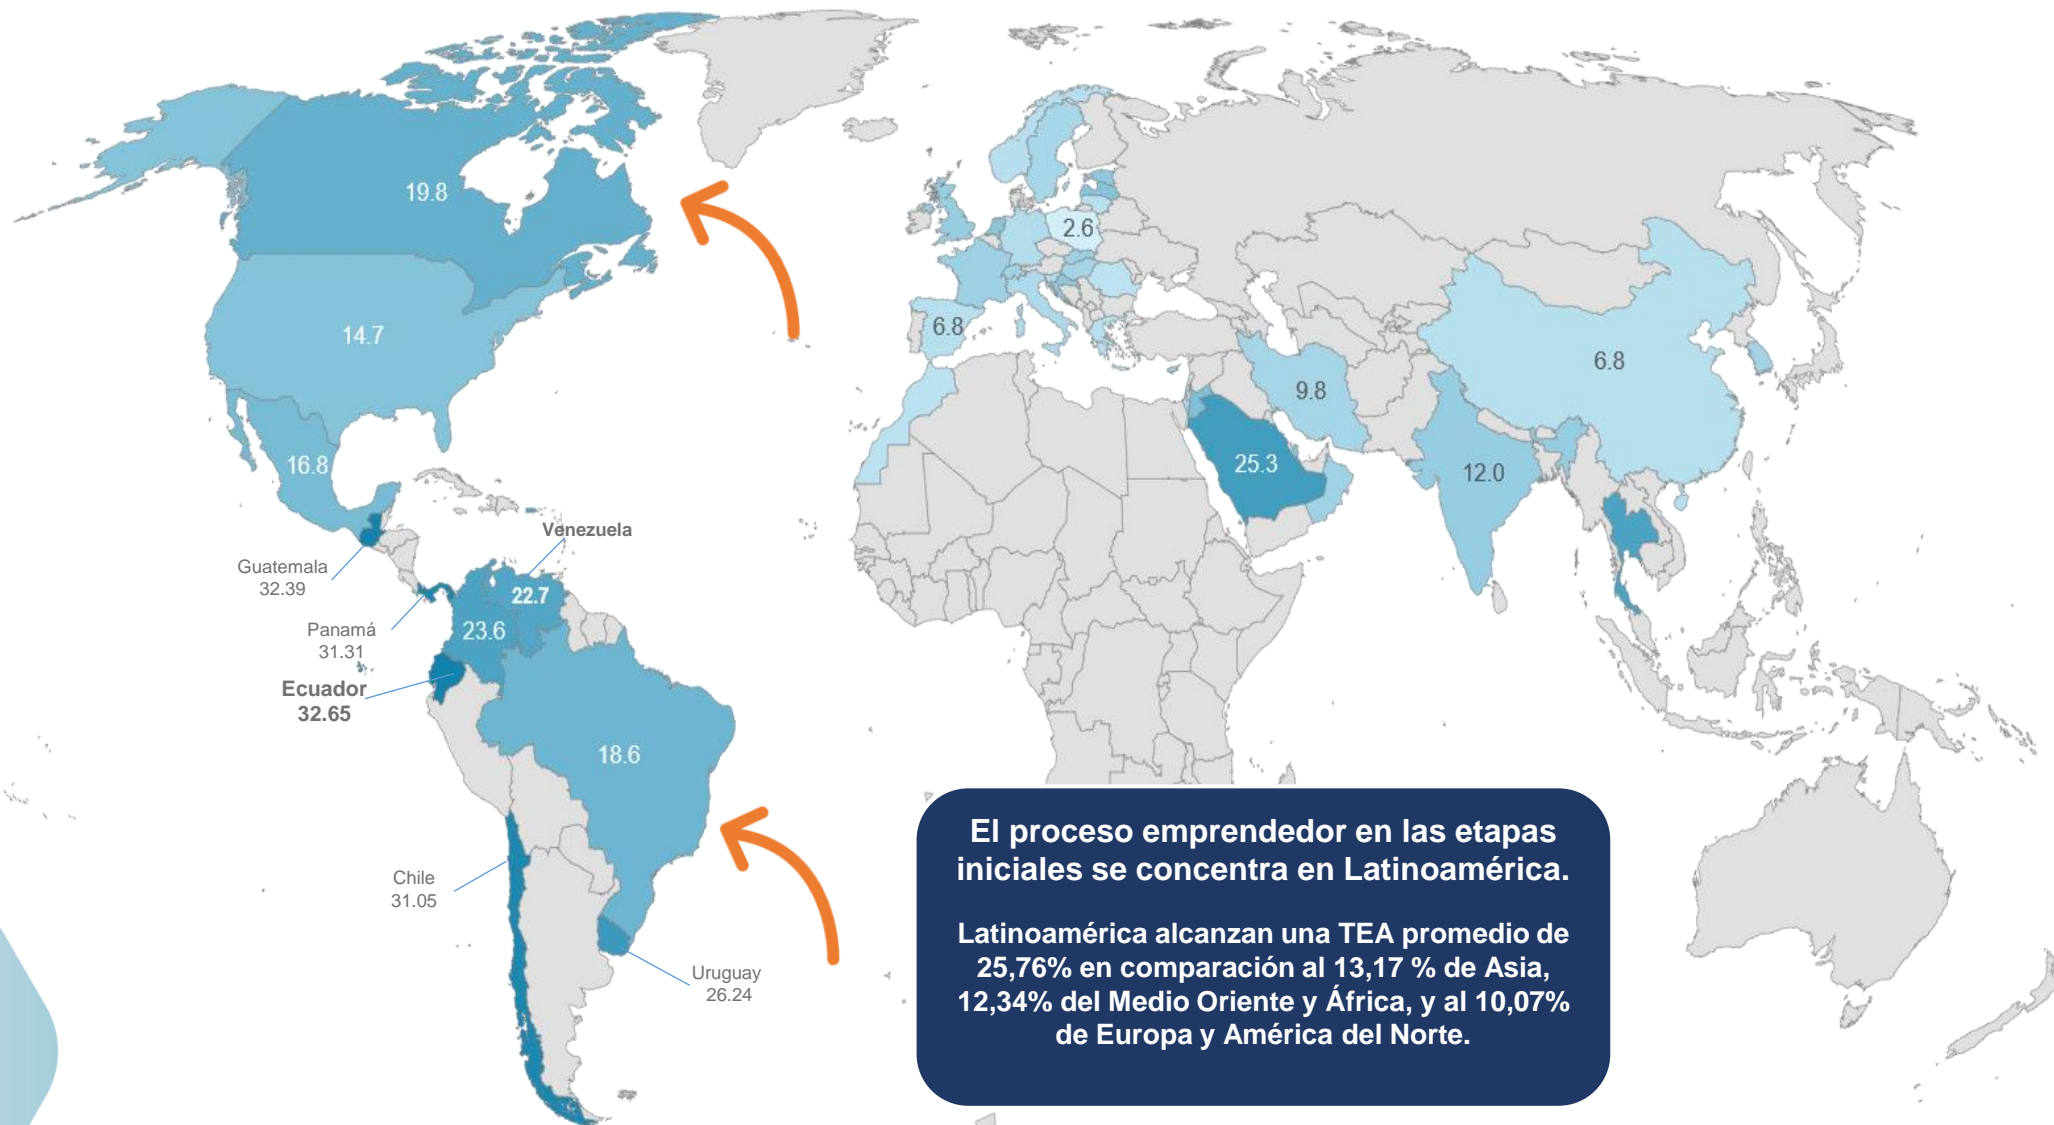 19.8
14.7
16.8
Guatemala
32.39
Panamá
31.31
Ecuador
32.65
Venezuela
22.7
23.6
18.6
Chile
31.05
Uruguay
26.24
2.6
6.8
9.8
25.3
12.0
6.8
El proceso emprendedor en las etapas
iniciales se concentra en Latinoamérica.
Latinoamérica alcanzan una TEA promedio de
25,76% en comparación al 13,17 % de Asia,
12,34% del Medio Oriente y África, y al 10,07%
de Europa y América del Norte.